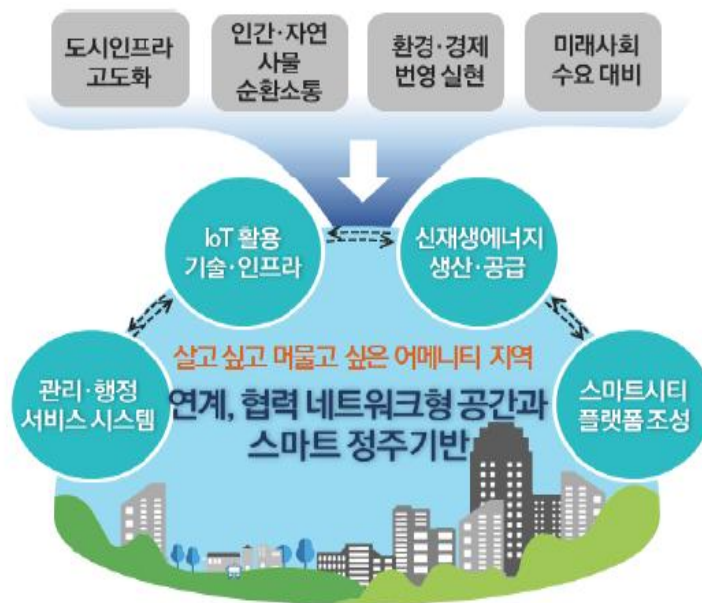 도시인프라
고도화
인간·자연
사물
순환소통
환경·경제
번영 실현
미래사회
수요 대비
IoT 활용
기술·인프라
신재생에너지
생산·공급
관리·행정
서비스 시스템
스마트시티
플랫폼 조성
살고 싶고 머물고 싶은 어메니티 지역
연계, 협력 네트워크형 공간과
스마트 정주기반